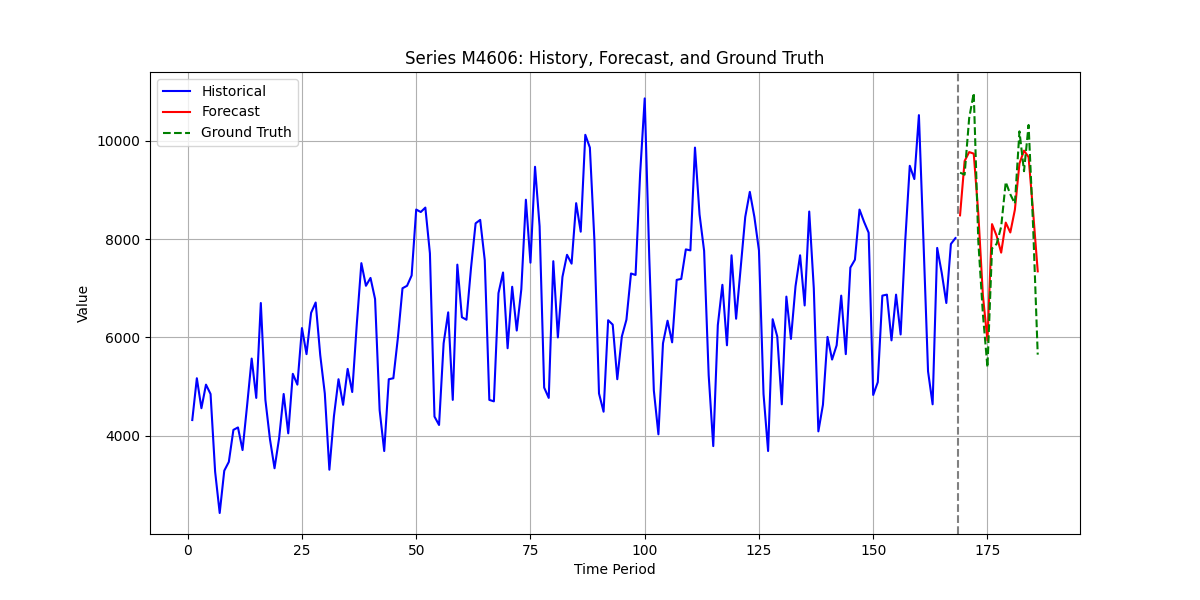 Series M4606: History, Forecast, and Ground Truth
Historical
Forecast
Ground Truth
10000
8000
6000
4000
Value
0 25 50 75 100 125 150 175
Time Period